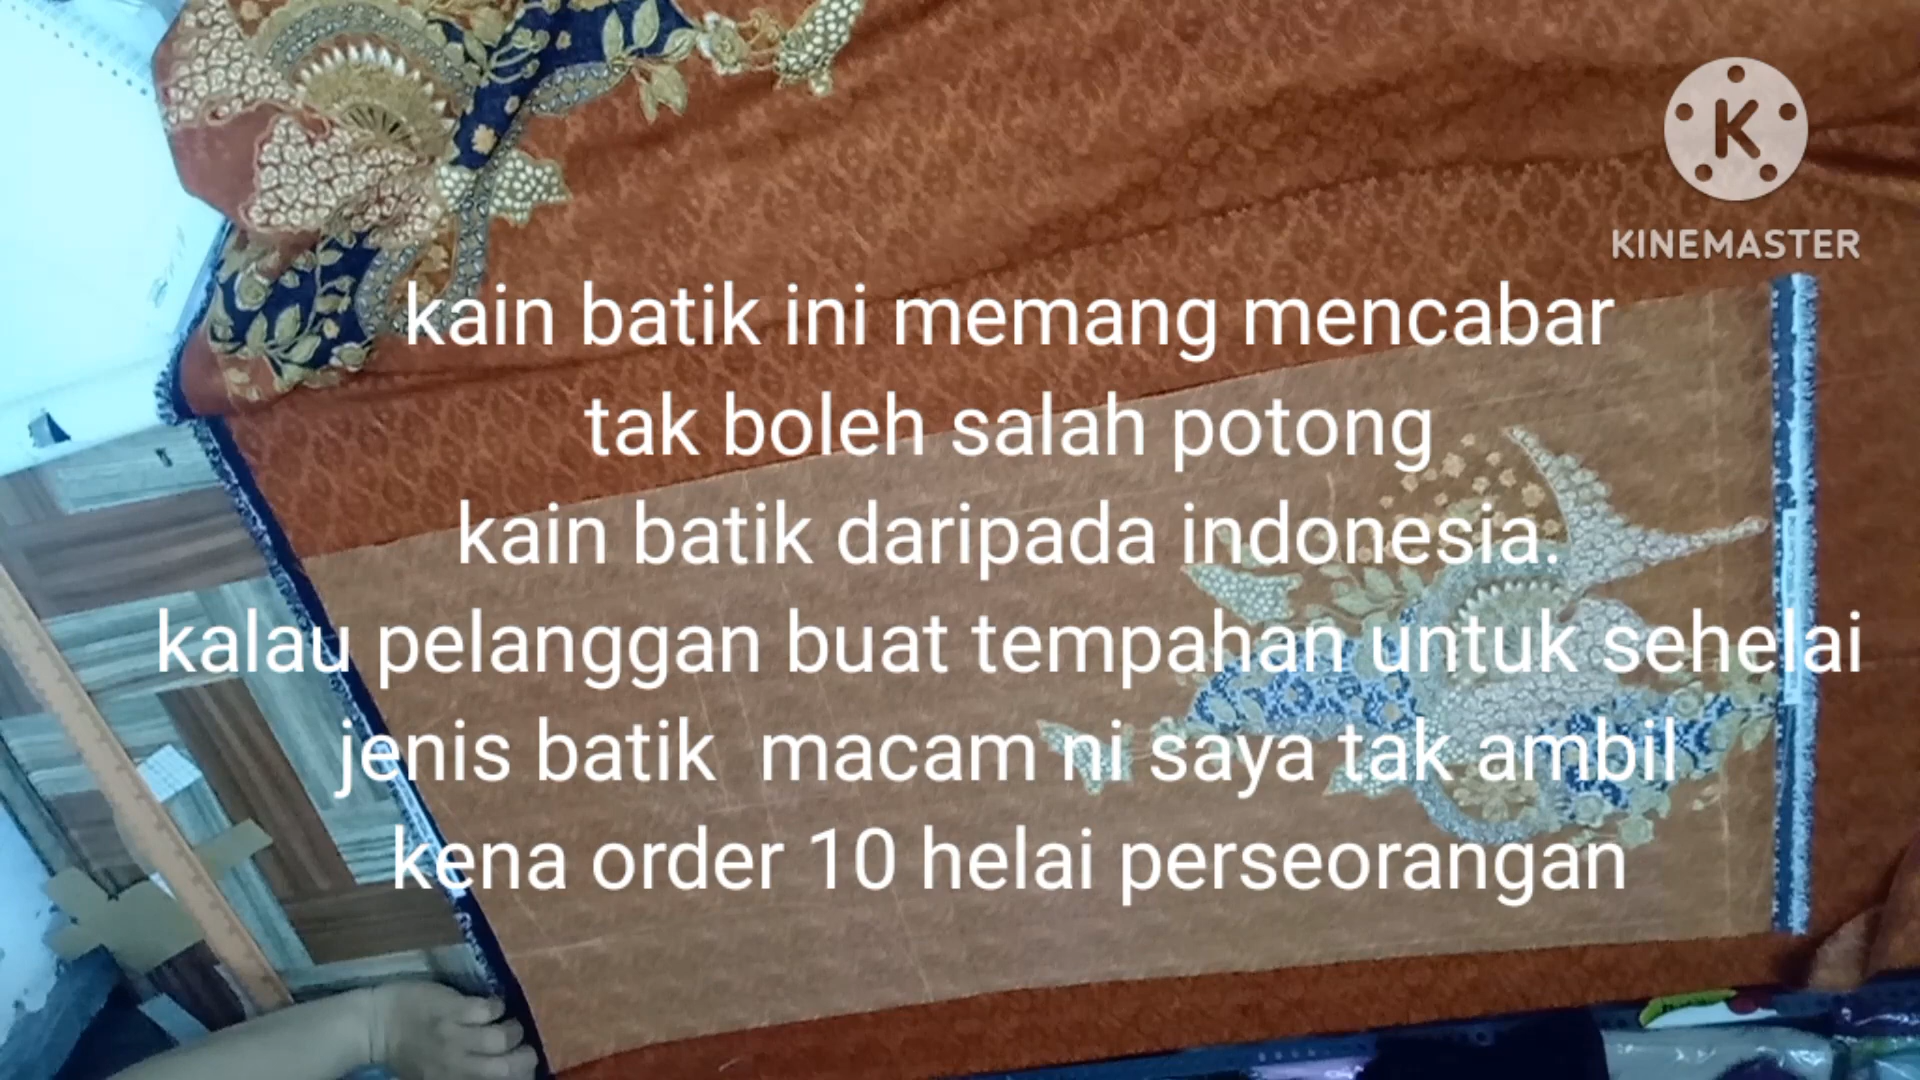 K
KINEMASTER
kain batik ini memang mencabar
tak boleh salah potong
kain batik daripada indonesia.
kalau pelanggan buat tempahan untuk sehelai
jenis batik  macam ni saya tak ambil
kena order 10 helai perseorangan